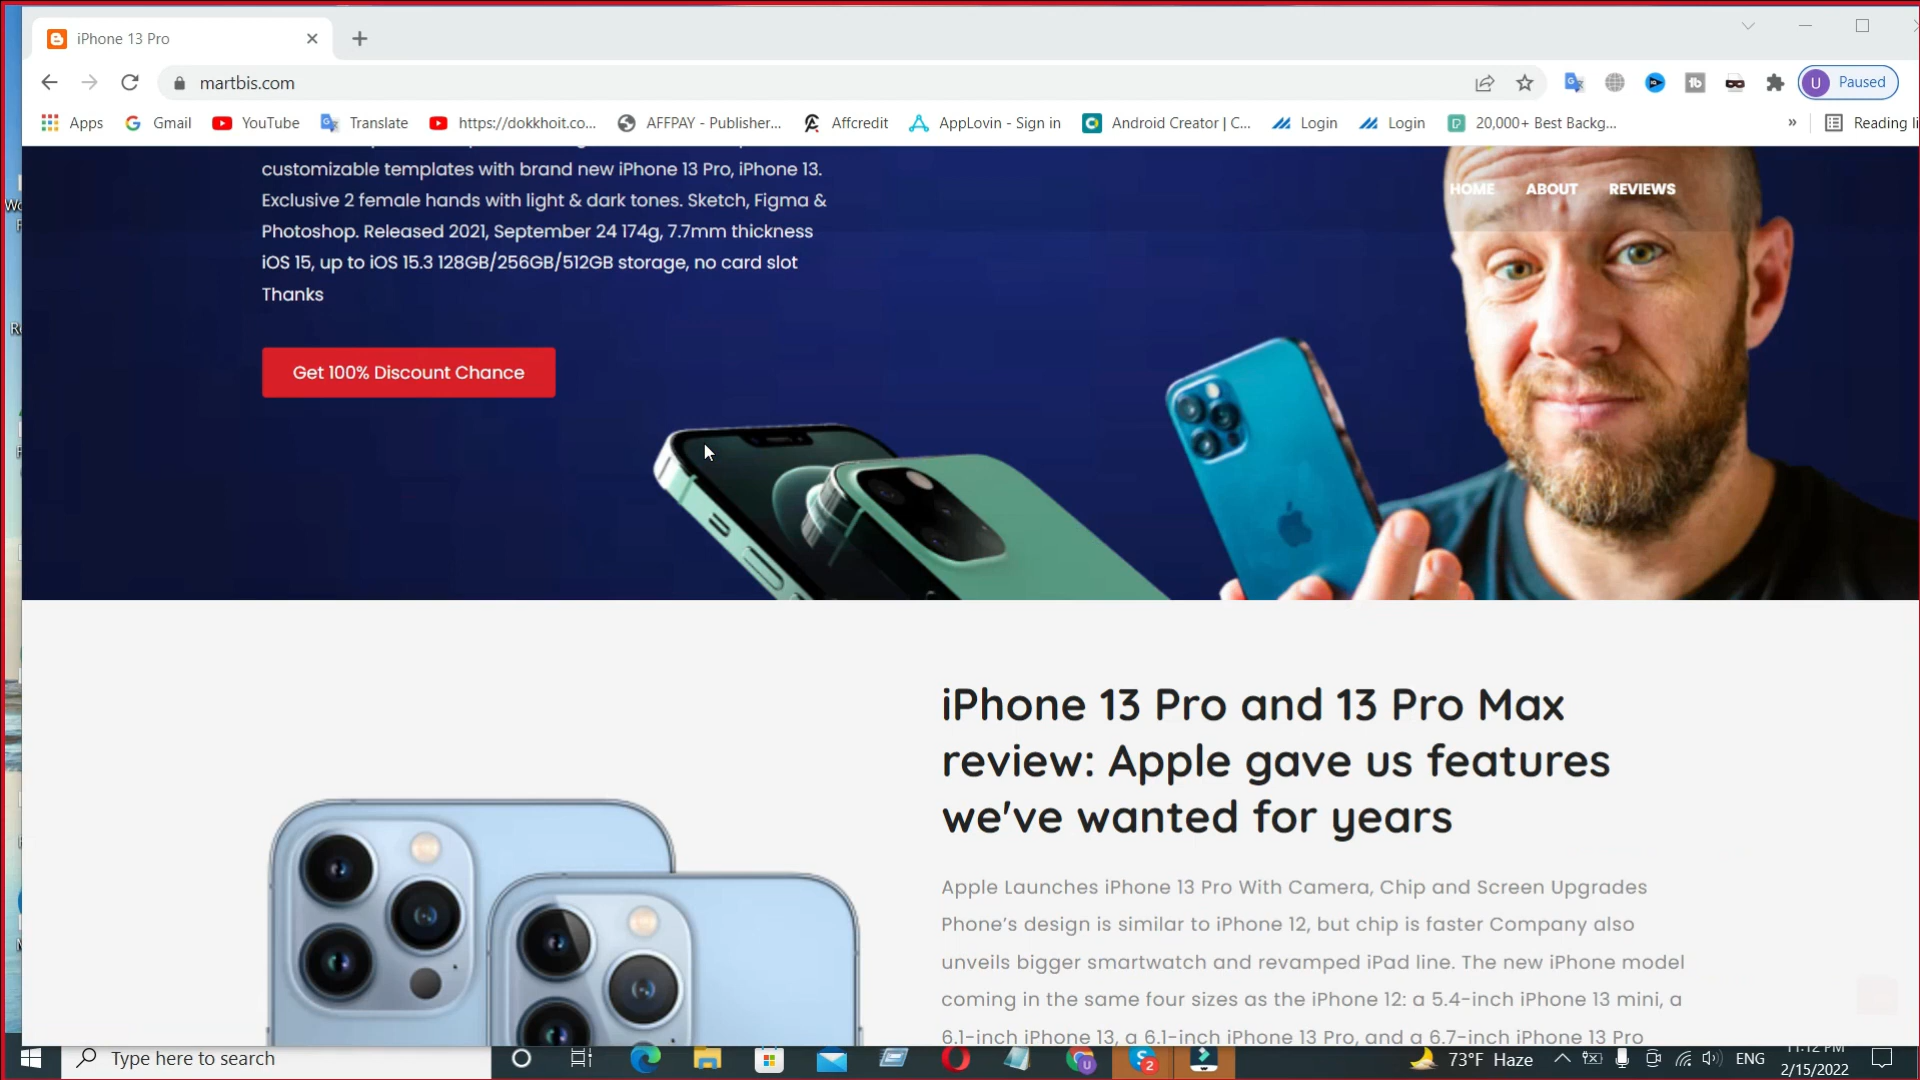 iPhone 13 Pro
martbis.com
Paused
U
Apps
Gmail
YouTube
Translate
https://dokkhoit.co...
AFFPAY - Publisher...
Affcredit
AppLovin - Sign in
Android Creator | C...
Login
Login
20,000+ Best Backg...
»
Reading li
customizable templates with brand new iPhone 13 Pro, iPhone 13.
Exclusive 2 female hands with light & dark tones. Sketch, Figma &
Photoshop. Released 2021, September 24 174g, 7.7mm thickness
iOS 15, up to iOS 15.3 128GB/256GB/512GB storage, no card slot
Thanks
HOME ABOUT REVIEWS
Get 100% Discount Chance
iPhone 13 Pro and 13 Pro Max
review: Apple gave us features
we've wanted for years
Apple Launches iPhone 13 Pro With Camera, Chip and Screen Upgrades
Phone's design is similar to iPhone 12, but chip is faster Company also
unveils bigger smartwatch and revamped iPad line. The new iPhone model
coming in the same four sizes as the iPhone 12: a 5.4-inch iPhone 13 mini, a
6.1-inch iPhone 13, a 6.1-inch iPhone 13 Pro, and a 6.7-inch iPhone 13 Pro
Type here to search
2
73°F Haze
ENG
11:12 PM
2/15/2022